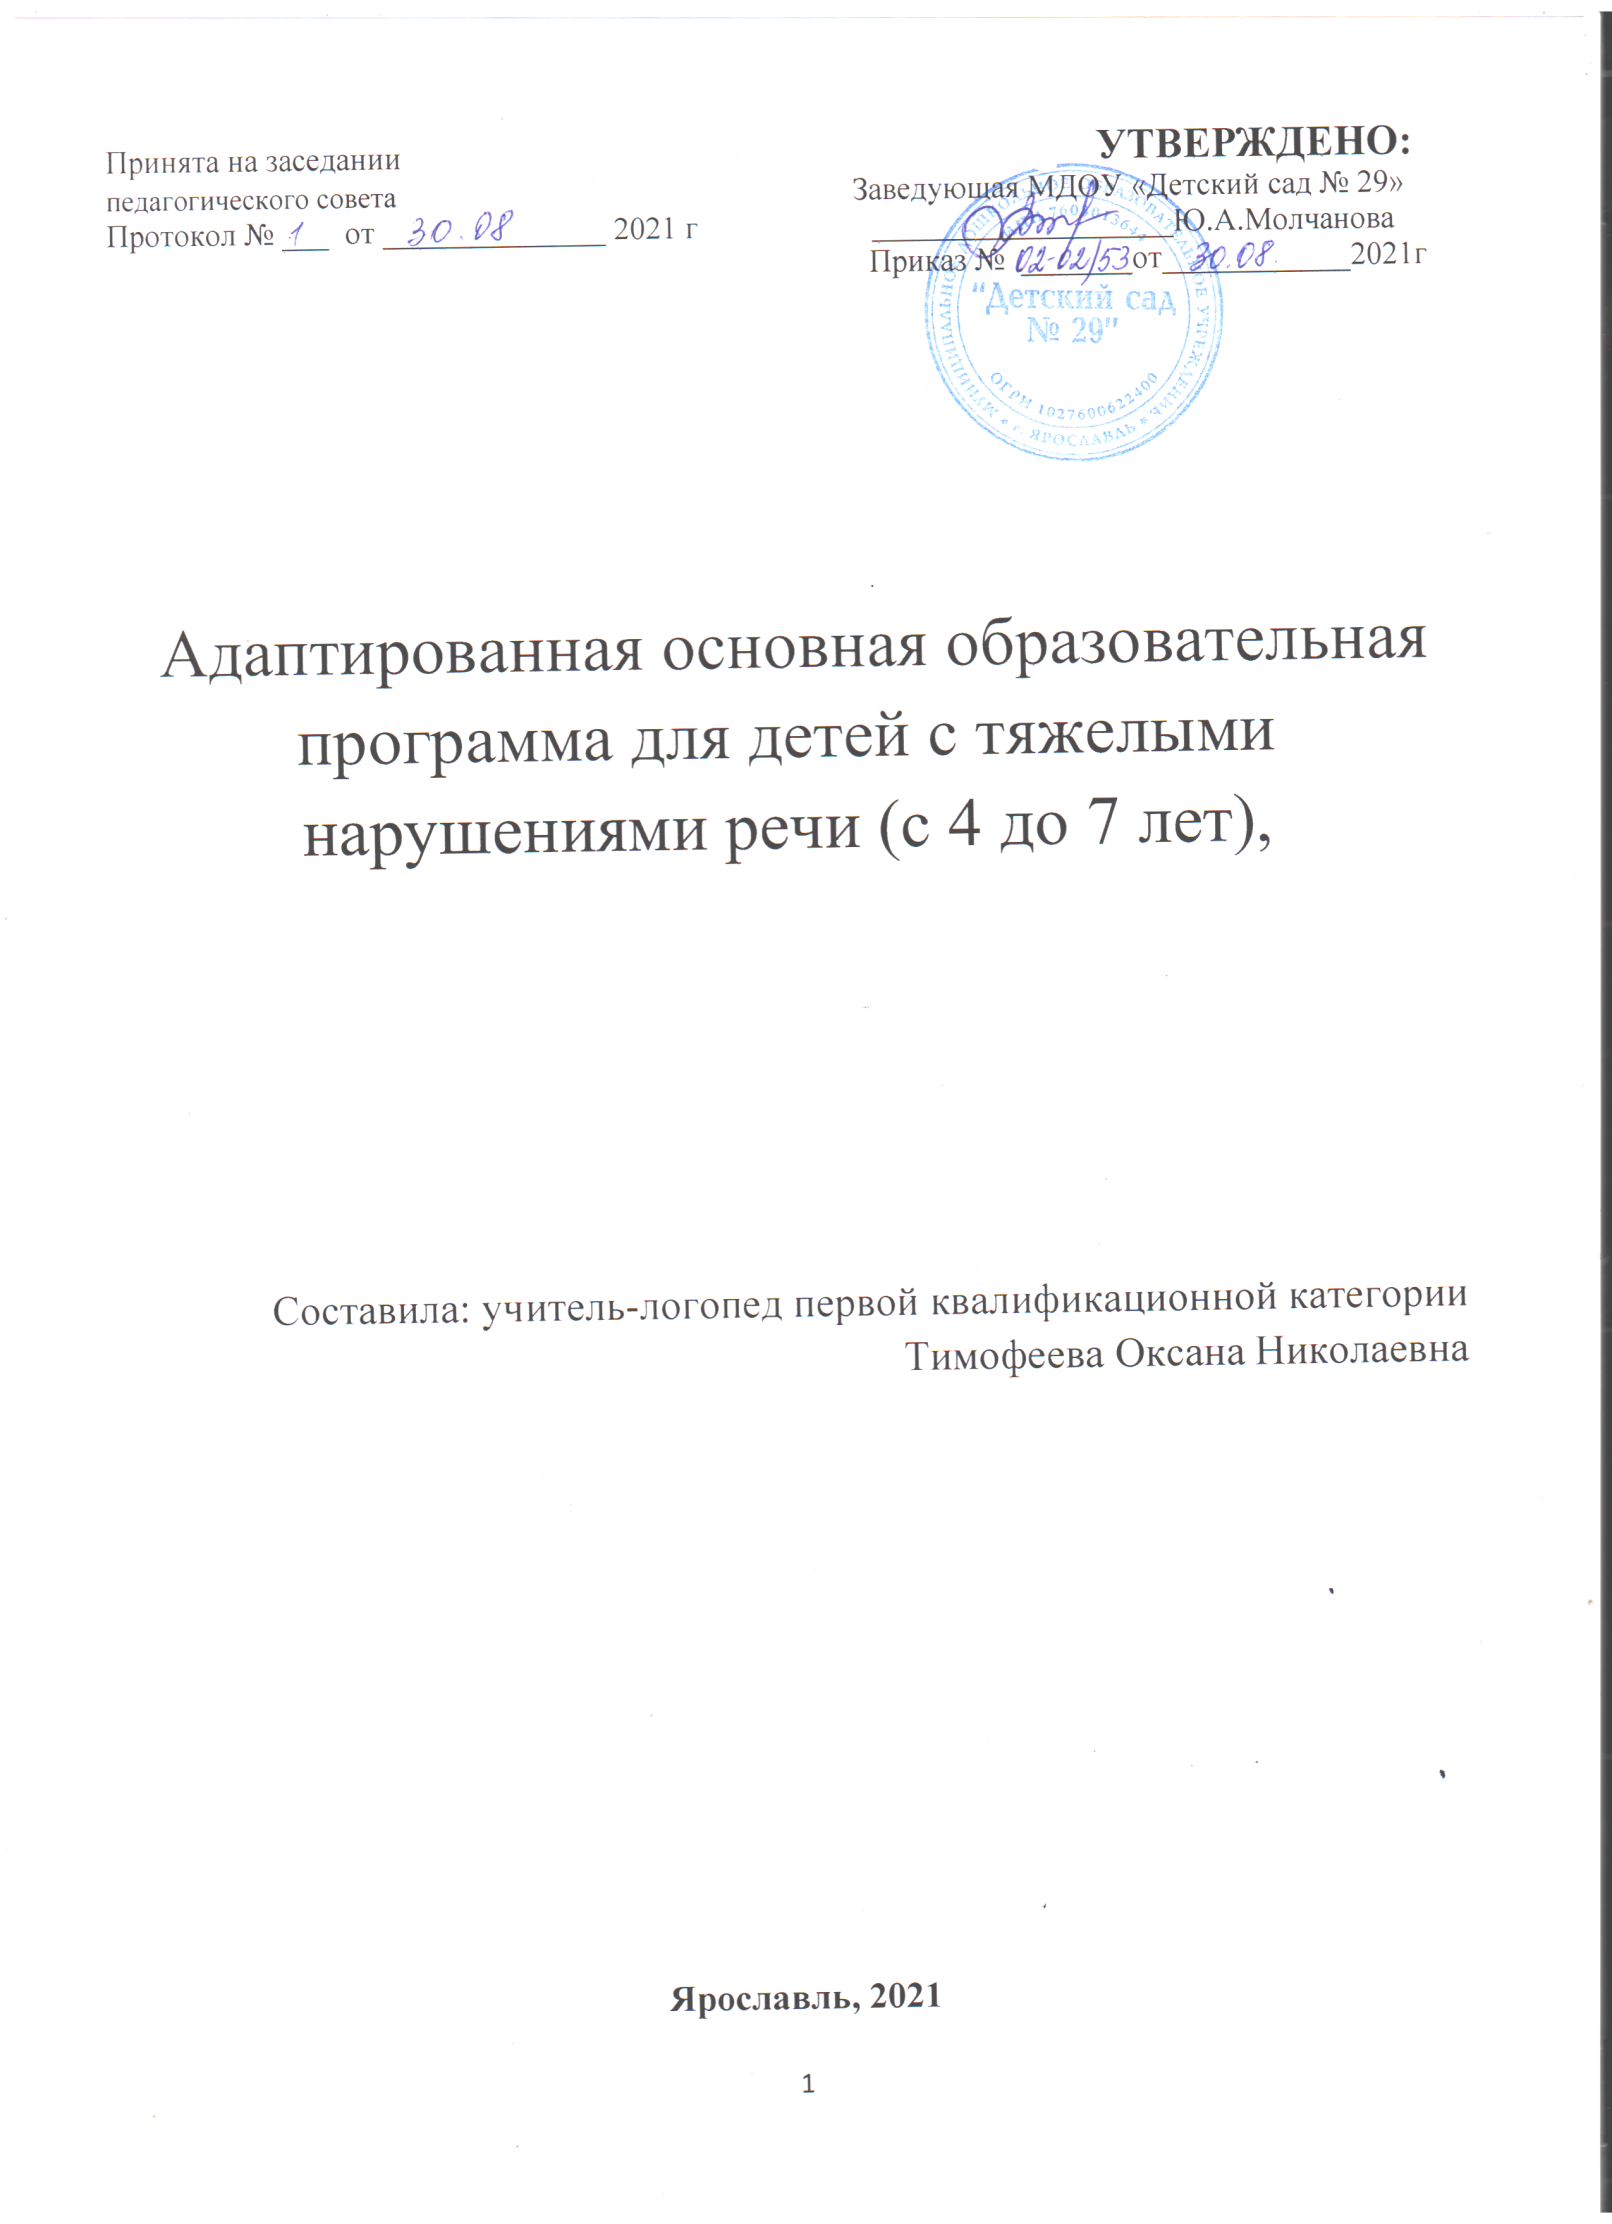 Принята на заседании
педагогического совета
Протокол № 1 от 30.08 2021 г
УТВЕРЖДЕНО:
Заведующая МДОУ «Детский сад № 29»
Ю.А.Молчанова
Приказ № 02-02/53 от 30.08. 2021г
"Детский сад
№ 29"
ОГРН 1027600622400
* г. ЯРОСЛАВЛЬ *
Адаптированная основная образовательная
программа для детей с тяжелыми
нарушениями речи (с 4 до 7 лет),
Составила: учитель-логопед первой квалификационной категории
Тимофеева Оксана Николаевна
Ярославль, 2021
1